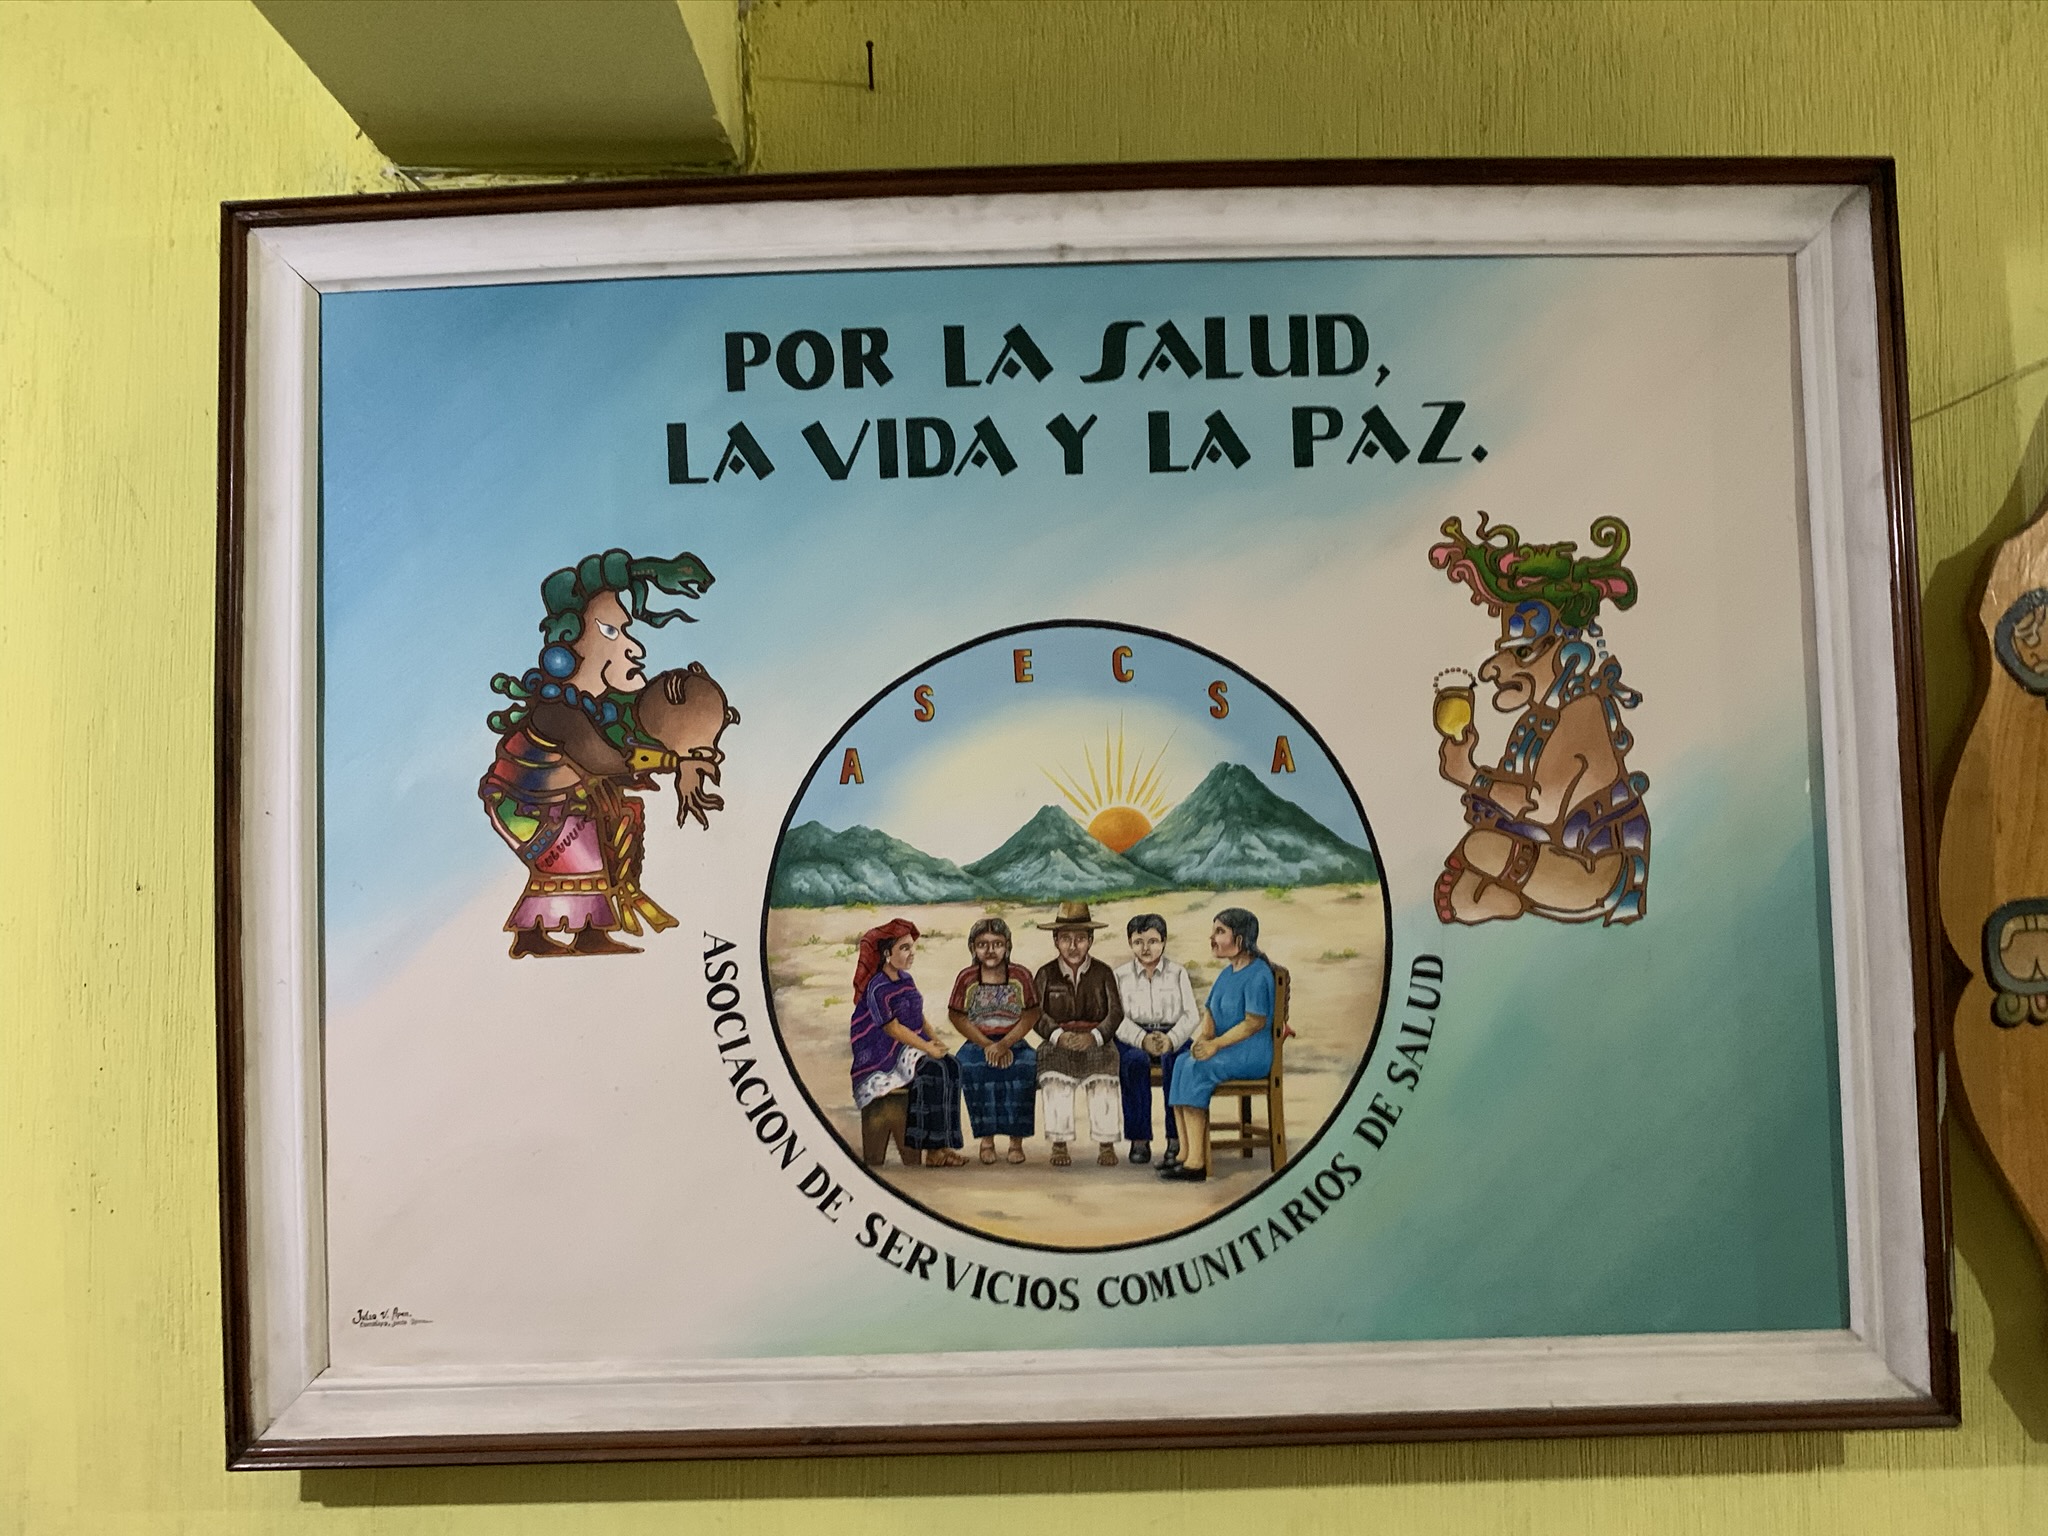 POR LA SALUD,
LA VIDA Y LA PAZ.
ASECSA
ASOCIACION DE SERVICIOS COMUNITARIOS DE SALUD